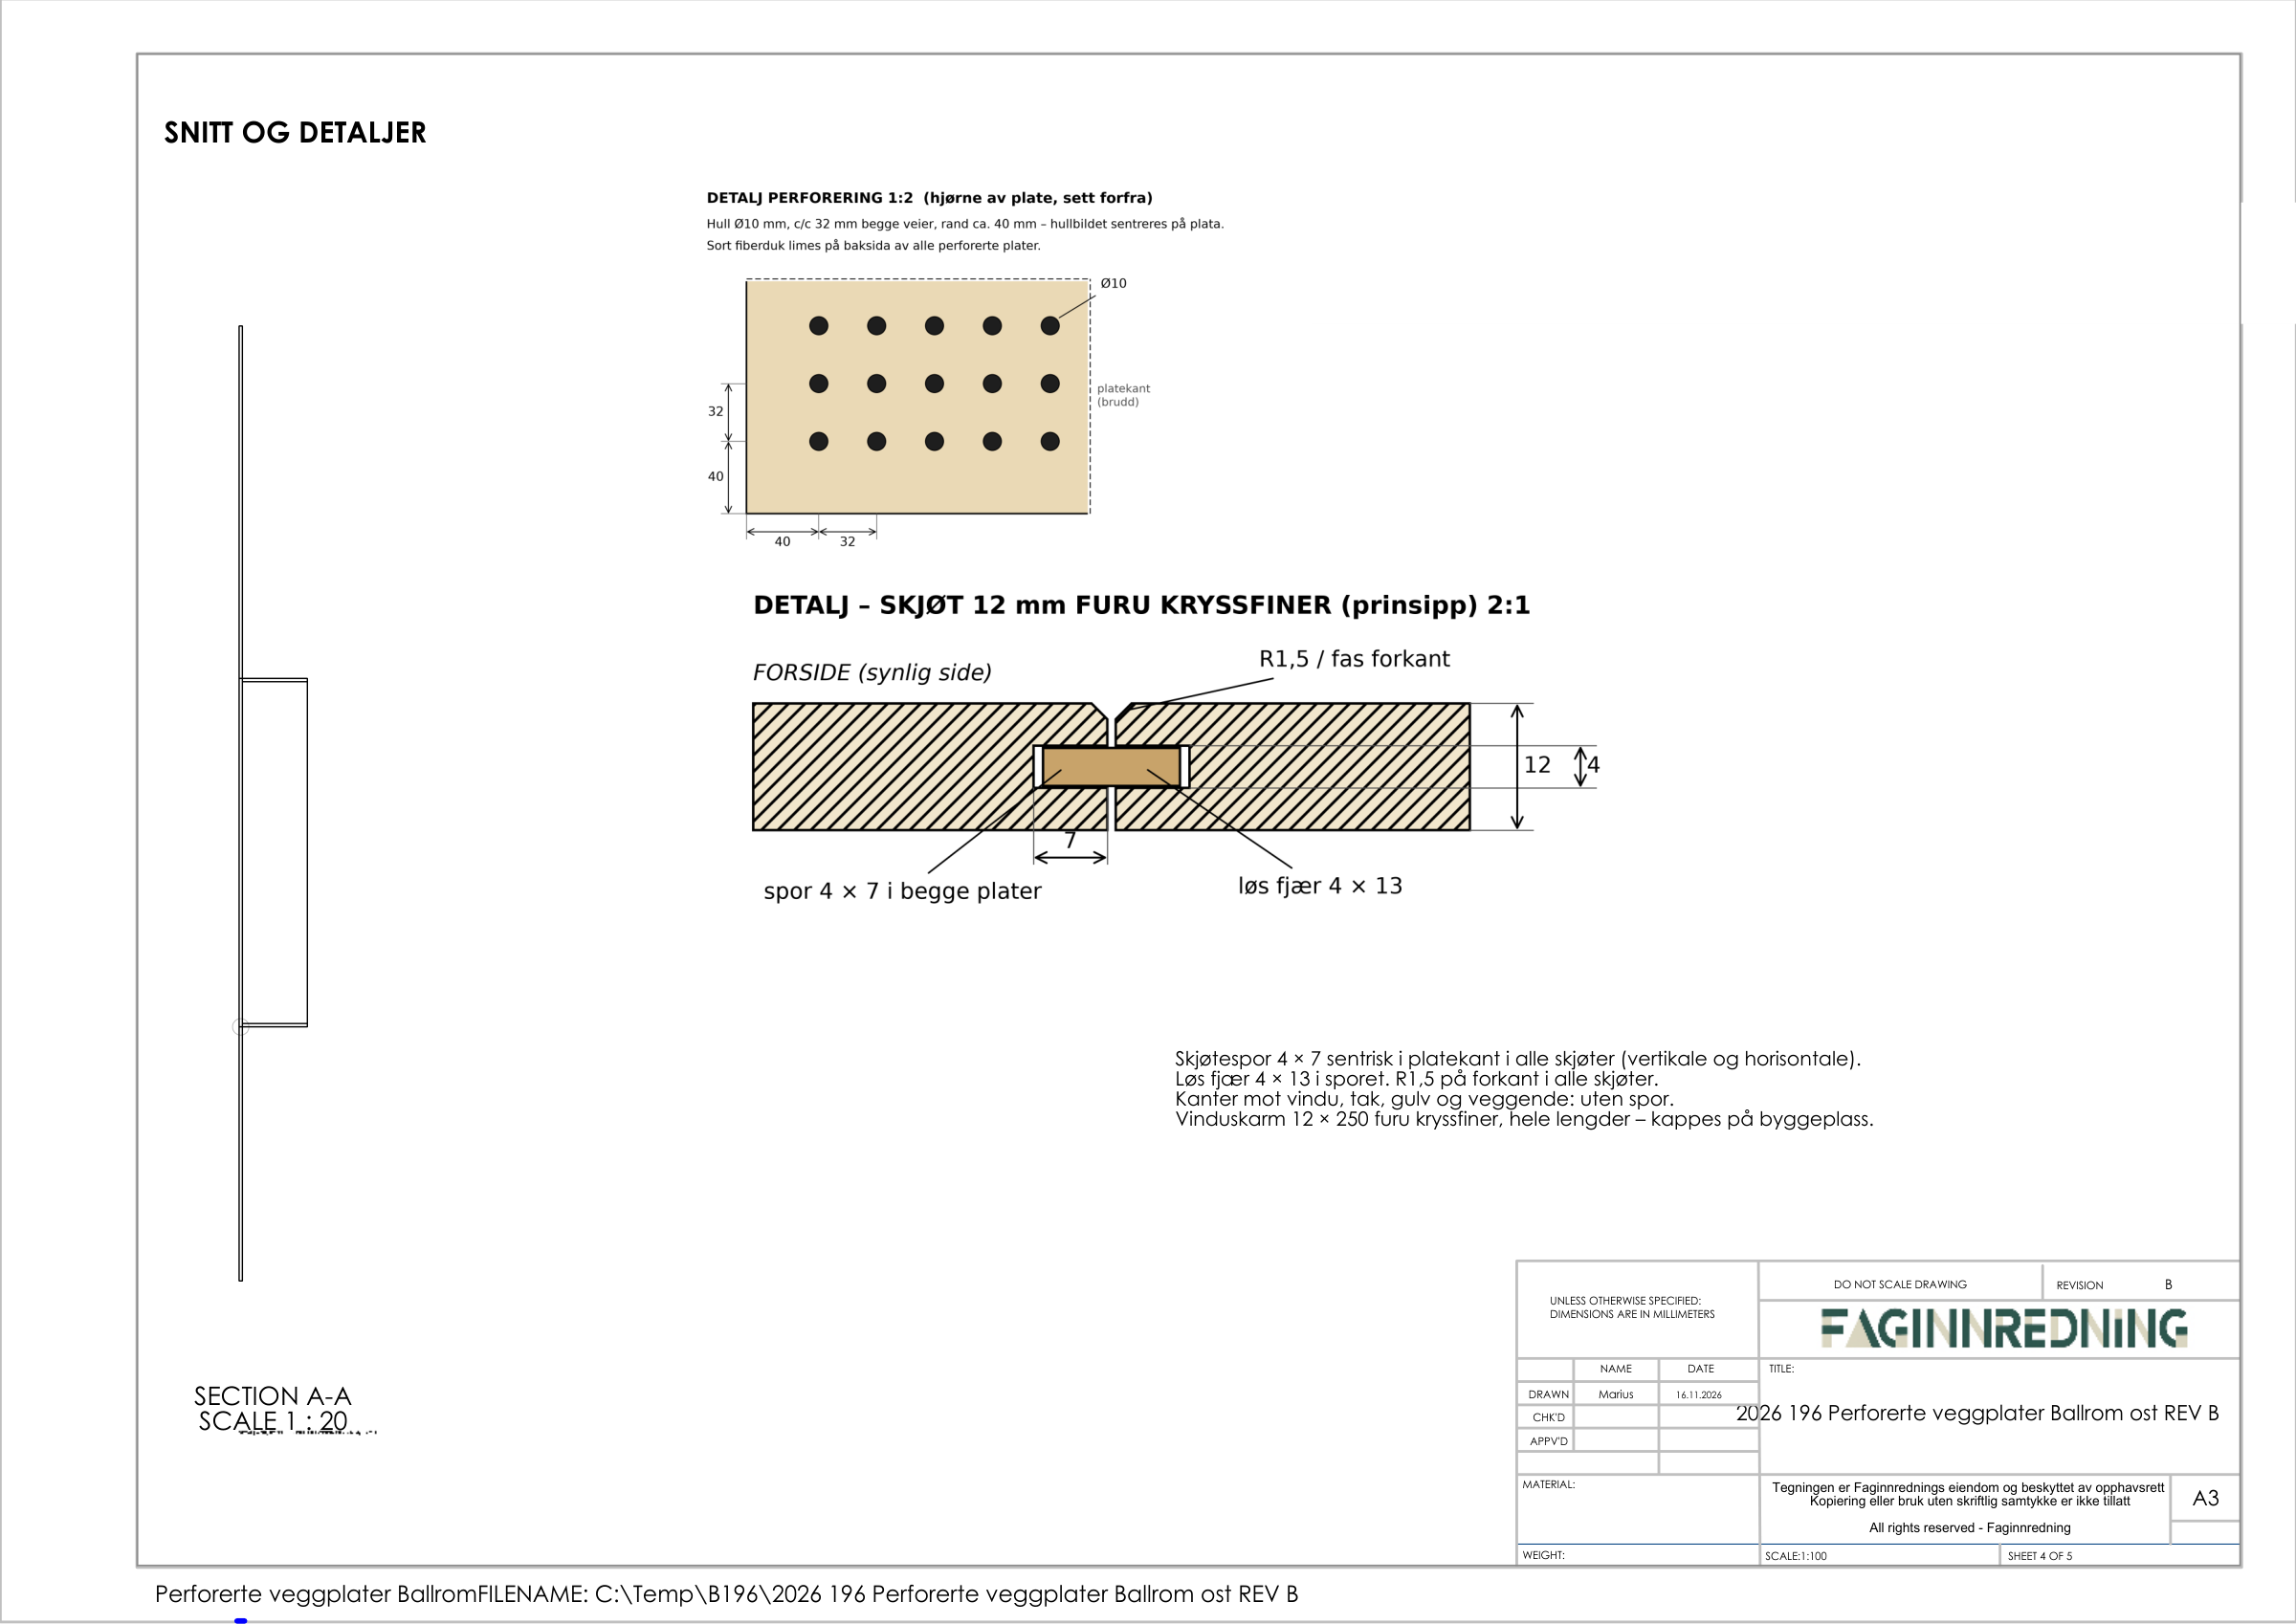 SNITT OG DETALJER
DETALJ PERFORERING 1:2 (hjørne av plate, sett forfra)
Hull Ø10 mm, c/c 32 mm begge veier, rand ca. 40 mm – hullbildet sentreres på plata.
Sort fiberduk limes på baksida av alle perforerte plater.
Ø10
platekant
(brudd)
32
40
40
32
DETALJ – SKJØT 12 mm FURU KRYSSFINER (prinsipp) 2:1
R1,5 / fas forkant
FORSIDE (synlig side)
12
4
7
spor 4 × 7 i begge plater
løs fjær 4 × 13
Skjøtespor 4 × 7 sentrisk i platekant i alle skjøter (vertikale og horisontale).
Løs fjær 4 × 13 i sporet. R1,5 på forkant i alle skjøter.
Kanter mot vindu, tak, gulv og veggende: uten spor.
Vinduskarm 12 × 250 furu kryssfiner, hele lengder – kappes på byggeplass.
SECTION A-A
SCALE 1 : 20
UNLESS OTHERWISE SPECIFIED:
DIMENSIONS ARE IN MILLIMETERS
DO NOT SCALE DRAWING
REVISION
B
FAGINNREDNING
NAME
DATE
TITLE:
DRAWN
Marius
16.11.2026
CHK'D
2026 196 Perforerte veggplater Ballrom ost REV B
APPV'D
MATERIAL:
Tegningen er Faginnrednings eiendom og beskyttet av opphavsrett
Kopiering eller bruk uten skriftlig samtykke er ikke tillatt
All rights reserved - Faginnredning
A3
WEIGHT:
SCALE:1:100
SHEET 4 OF 5
Perforerte veggplater BallromFILENAME: C:\Temp\B196\2026 196 Perforerte veggplater Ballrom ost REV B